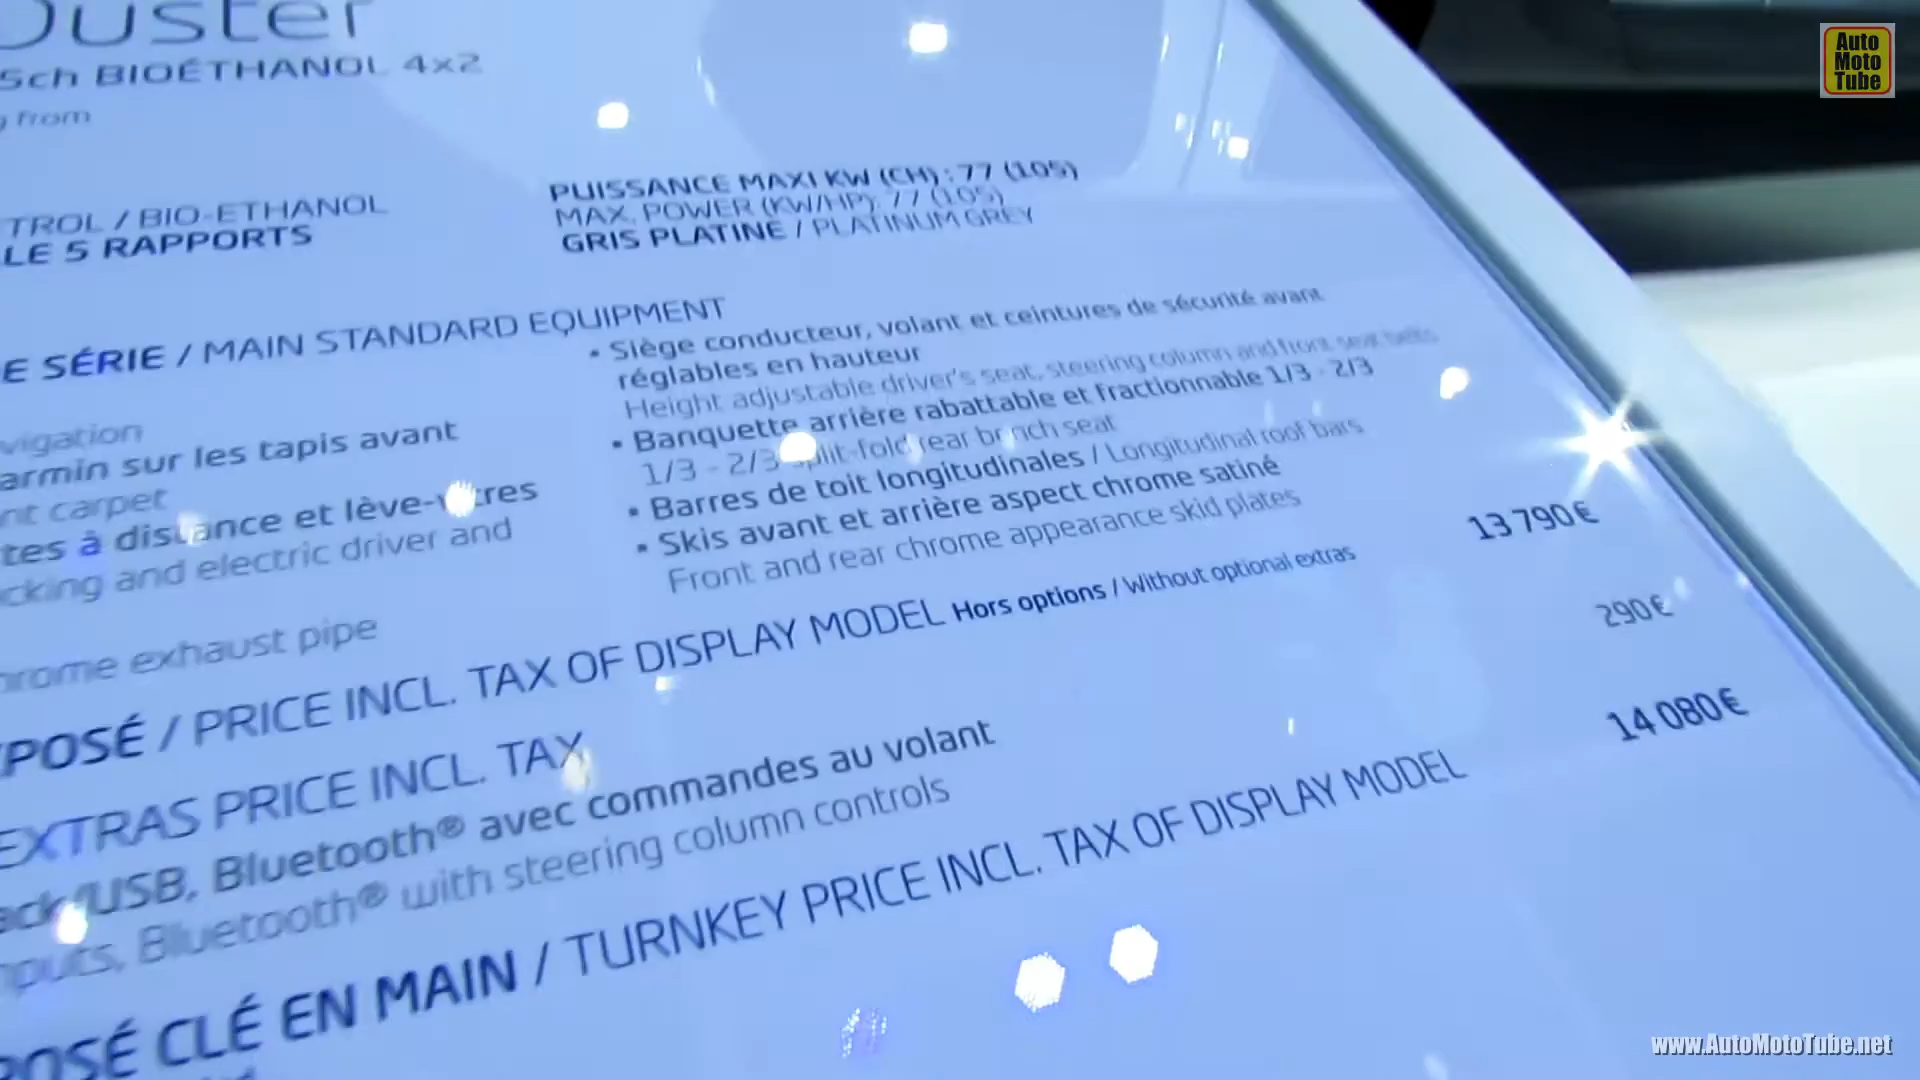 Duster
5ch BIOÉTHANOL 4x2
from
Auto
Moto
Tube
TROL / BIO-ETHANOL
LE 5 RAPPORTS
PUISSANCE MAXI KW (CH) : 77 (105)
MAX. POWER (KW/HP): 77 (105)
GRIS PLATINE / PLATINUM GREY
E SÉRIE / MAIN STANDARD EQUIPMENT
vigation
armin sur les tapis avant
nt carpet
tes à distance et lève-vitres
cking and electric driver and
hrome exhaust pipe
• Siège conducteur, volant et ceintures de sécurité avant
réglables en hauteur
Height adjustable driver's seat, steering column and front seat belts
• Banquette arrière rabattable et fractionnable 1/3 - 2/3
1/3 - 2/3 split-fold rear bench seat
• Barres de toit longitudinales / Longitudinal roof bars
• Skis avant et arrière aspect chrome satiné
Front and rear chrome appearance skid plates
POSÉ / PRICE INCL. TAX OF DISPLAY MODEL Hors options / Without optional extras 13 790 €
EXTRAS PRICE INCL. TAX 290 €
ack/USB, Bluetooth® avec commandes au volant
nputs, Bluetooth® with steering column controls
POSÉ CLÉ EN MAIN / TURNKEY PRICE INCL. TAX OF DISPLAY MODEL 14 080 €
www.AutoMotoTube.net